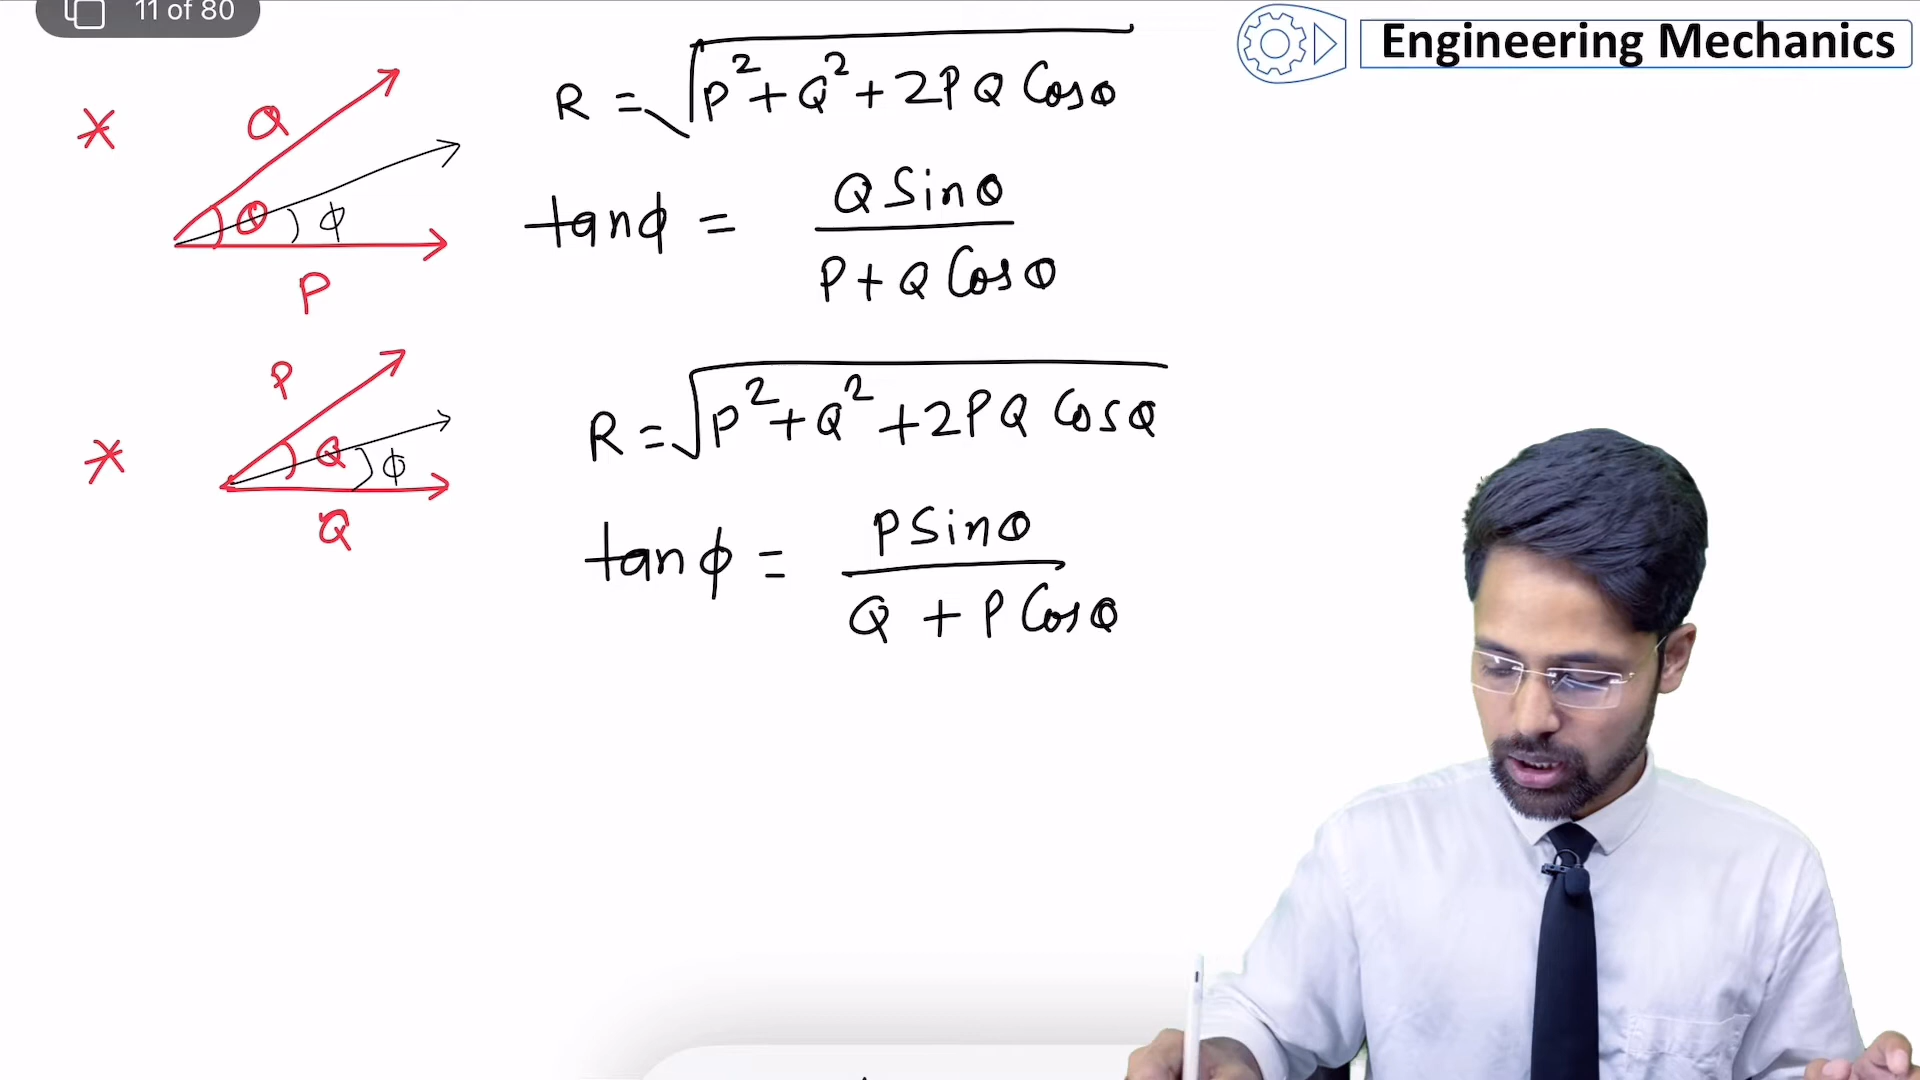 11 of 80
Engineering Mechanics
R = √P²+Q²+2PQ Cosθ
Q
θ
ϕ
P
tanϕ = Q Sinθ / P+Q Cosθ
R = √P²+Q²+2PQ Cosθ
P
θ
ϕ
Q
tanϕ = P Sinθ / Q + P Cosθ